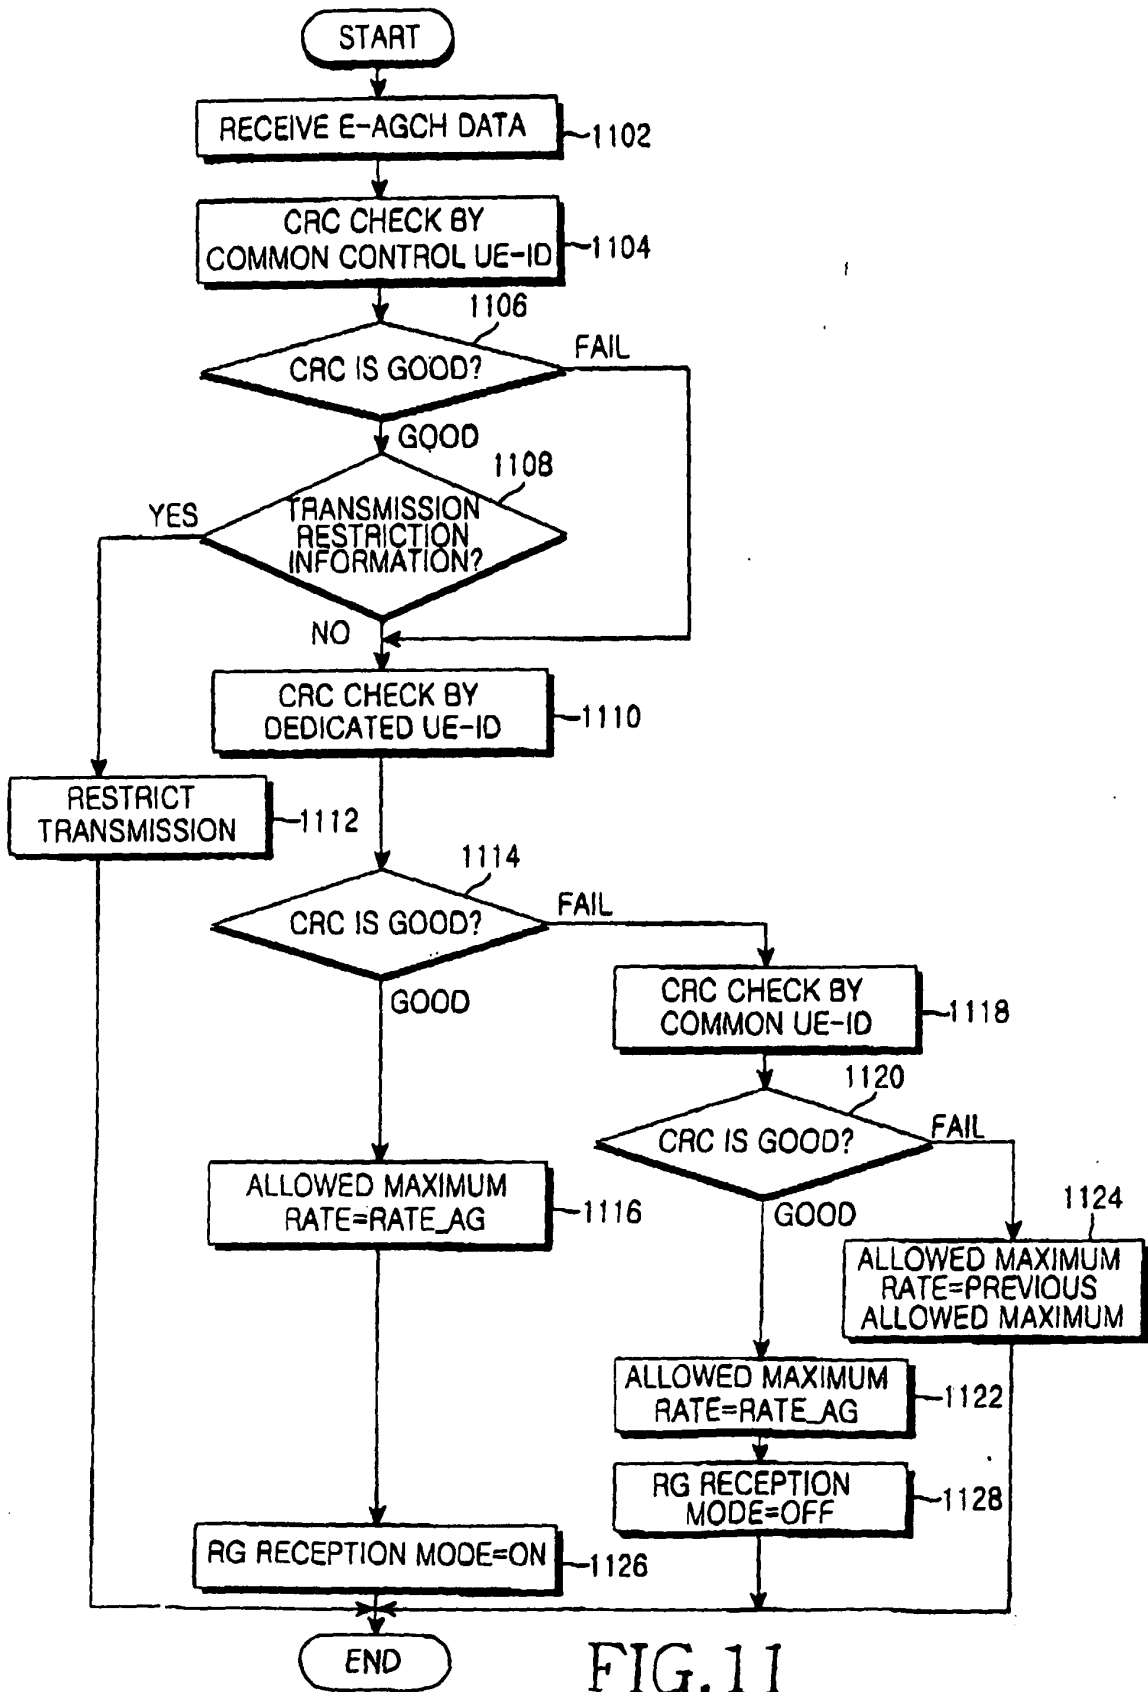 START
RECEIVE E-AGCH DATA
1102
CRC CHECK BY
COMMON CONTROL UE-ID
1104
1106
CRC IS GOOD?
FAIL
GOOD
1108
YES
TRANSMISSION
RESTRICTION
INFORMATION?
NO
CRC CHECK BY
DEDICATED UE-ID
1110
RESTRICT
TRANSMISSION
1112
1114
CRC IS GOOD?
FAIL
GOOD
CRC CHECK BY
COMMON UE-ID
1118
1120
CRC IS GOOD?
FAIL
GOOD
ALLOWED MAXIMUM
RATE=RATE_AG
1116
1124
ALLOWED MAXIMUM
RATE=PREVIOUS
ALLOWED MAXIMUM
ALLOWED MAXIMUM
RATE=RATE_AG
1122
RG RECEPTION
MODE=OFF
1128
RG RECEPTION MODE=ON
1126
END
FIG.11